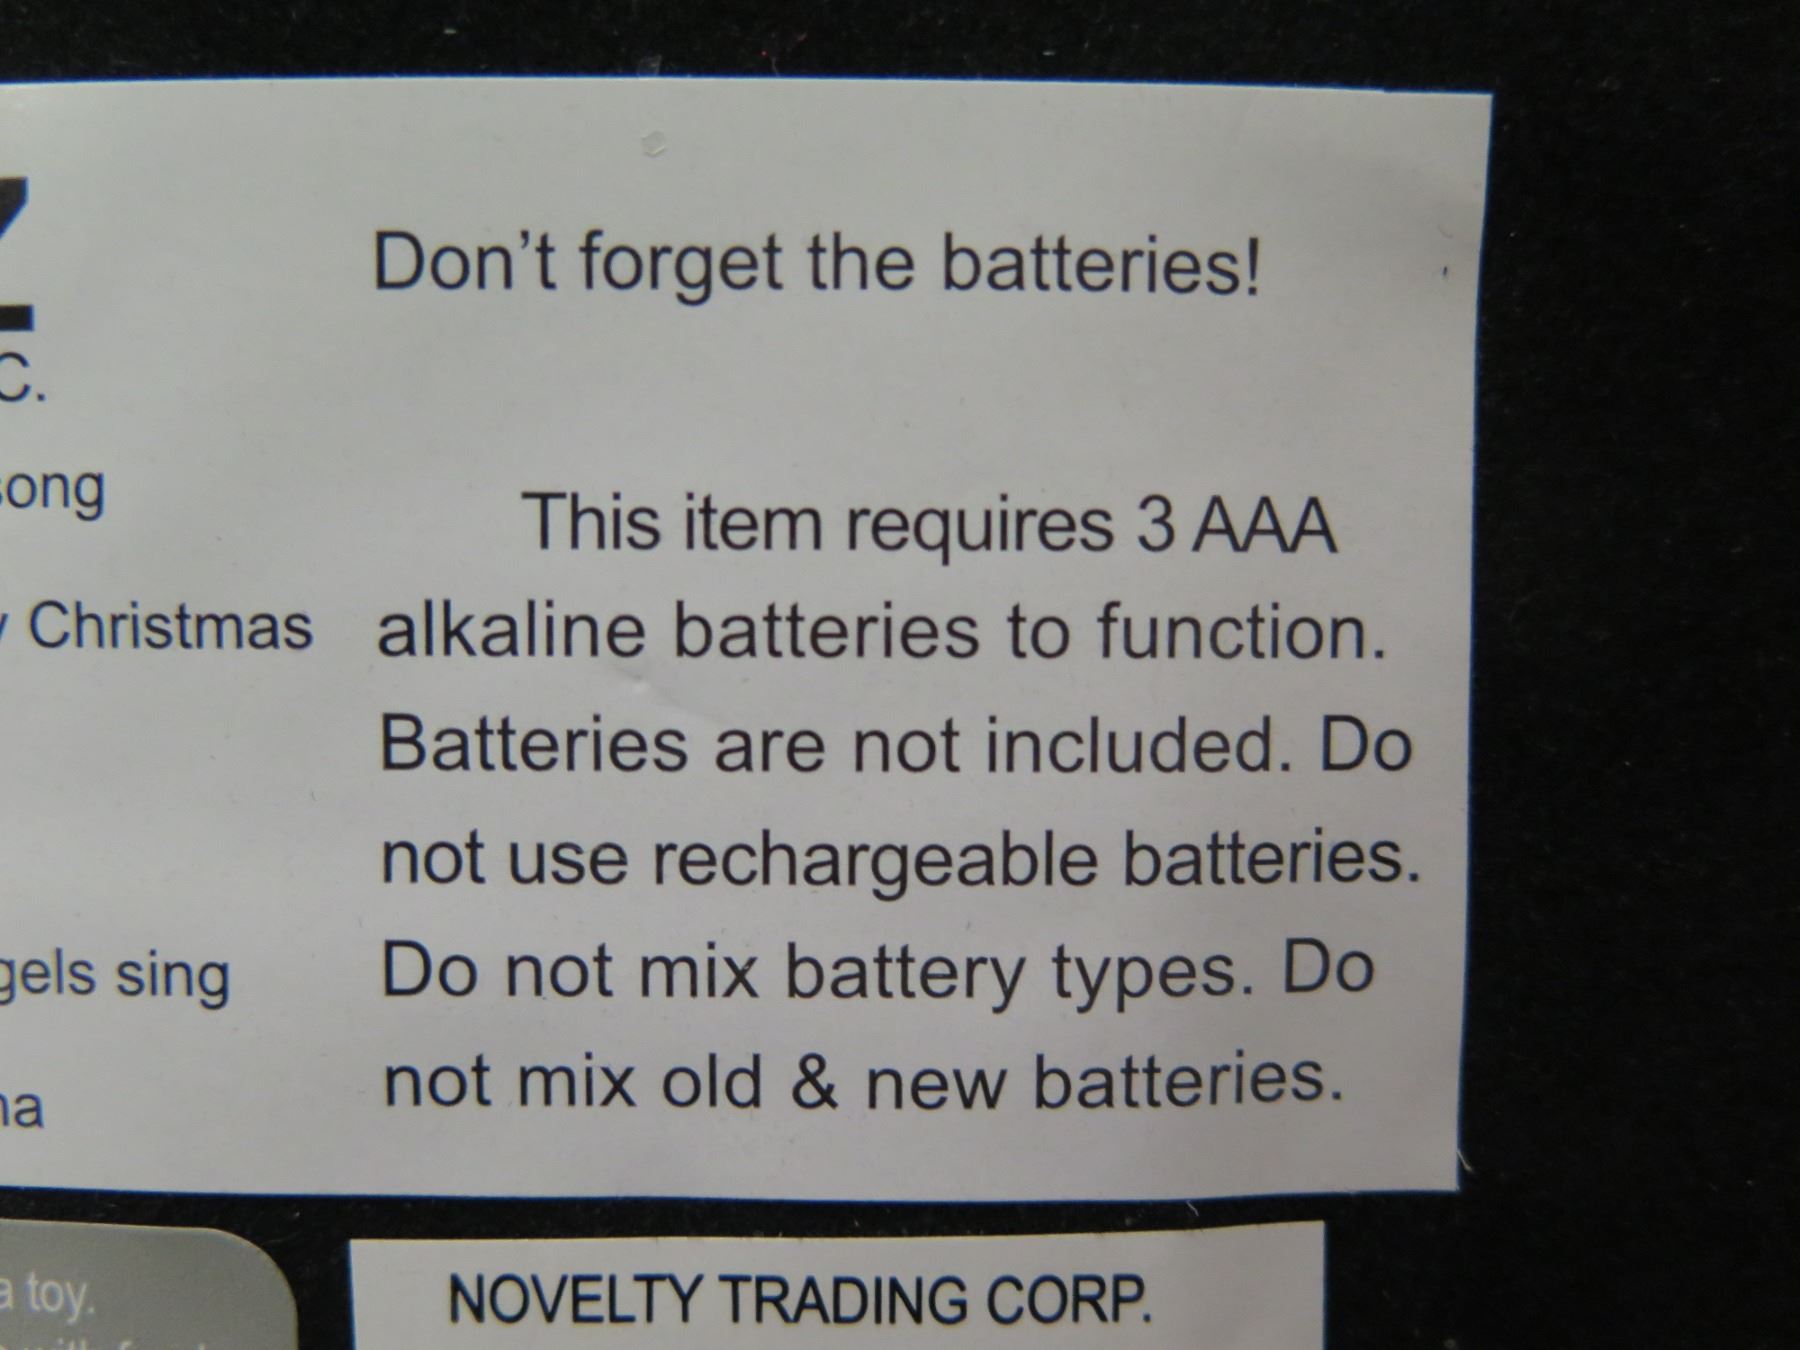 Z
C.
song
Christmas
gels sing
na
Don't forget the batteries!
This item requires 3 AAA
alkaline batteries to function.
Batteries are not included. Do
not use rechargeable batteries.
Do not mix battery types. Do
not mix old & new batteries.
a toy.
NOVELTY TRADING CORP.